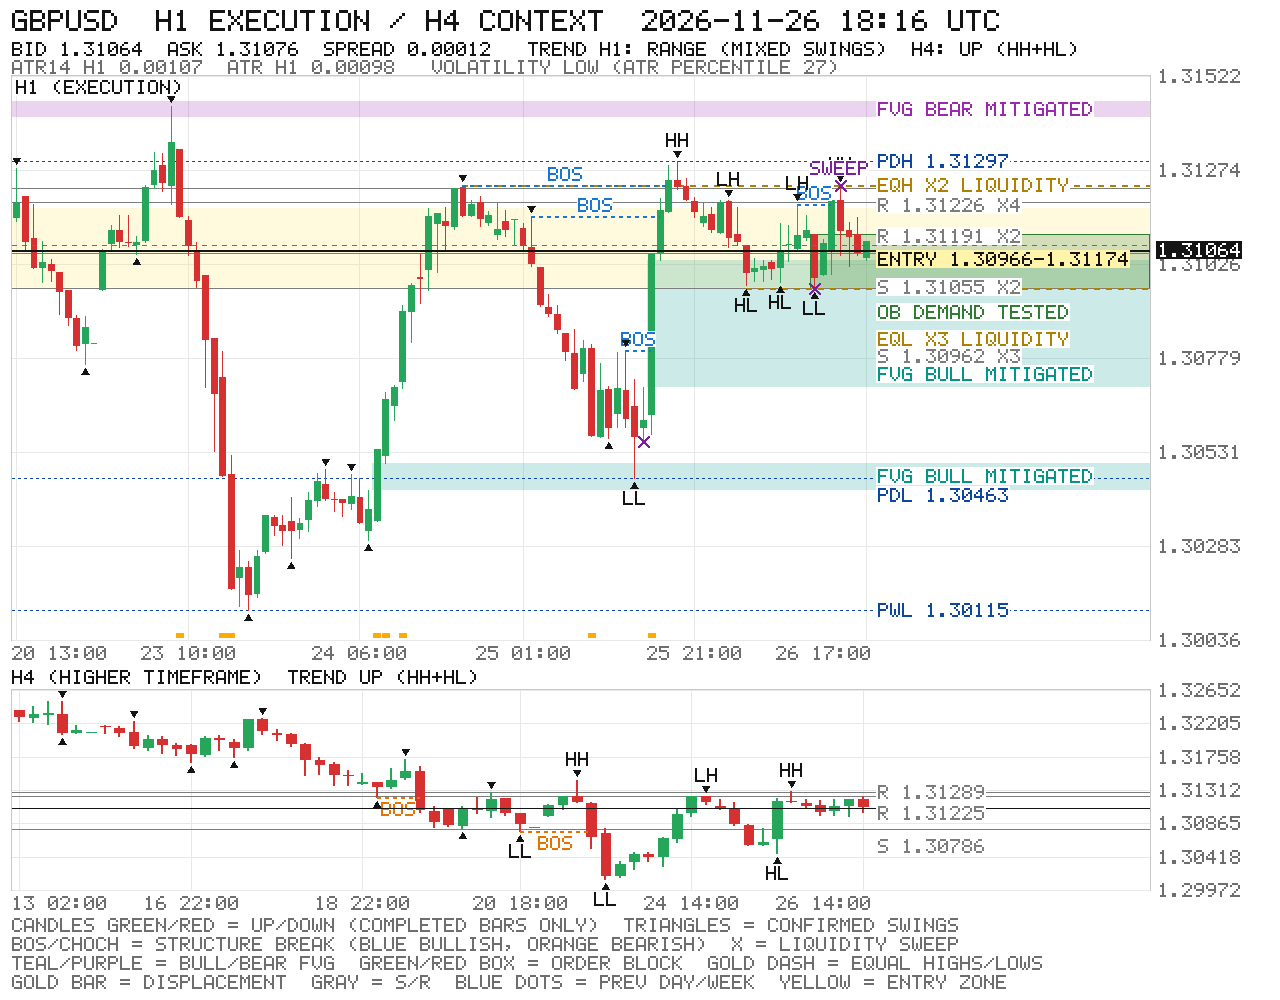 GBPUSD  H1 EXECUTION / H4 CONTEXT  2026-11-26 18:16 UTC
BID 1.31064  ASK 1.31076  SPREAD 0.00012  TREND H1: RANGE (MIXED SWINGS)  H4: UP (HH+HL)
ATR14 H1 0.00107  ATR H1 0.00098  VOLATILITY LOW (ATR PERCENTILE 27)
1.31522
H1 (EXECUTION)
FVG BEAR MITIGATED
HH
PDH 1.31297
SWEEP
1.31274
BOS
LH
LH
EQH X2 LIQUIDITY
BOS
BOS
R 1.31226 X4
R 1.31191 X2
1.31064
ENTRY 1.30966-1.31174
1.31026
S 1.31055 X2
HL
HL
LL
OB DEMAND TESTED
BOS
EQL X3 LIQUIDITY
S 1.30962 X3
1.30779
FVG BULL MITIGATED
1.30531
FVG BULL MITIGATED
LL
PDL 1.30463
1.30283
PWL 1.30115
1.30036
20 13:00  23 10:00  24 06:00  25 01:00  25 21:00  26 17:00
H4 (HIGHER TIMEFRAME)  TREND UP (HH+HL)
1.32652
1.32205
1.31758
HH
LH
HH
R 1.31289
1.31312
BOS
R 1.31225
1.30865
BOS
LL
S 1.30786
1.30418
HL
LL
1.29972
13 02:00  16 22:00  18 22:00  20 18:00  24 14:00  26 14:00
CANDLES GREEN/RED = UP/DOWN (COMPLETED BARS ONLY)  TRIANGLES = CONFIRMED SWINGS
BOS/CHOCH = STRUCTURE BREAK (BLUE BULLISH, ORANGE BEARISH)  X = LIQUIDITY SWEEP
TEAL/PURPLE = BULL/BEAR FVG  GREEN/RED BOX = ORDER BLOCK  GOLD DASH = EQUAL HIGHS/LOWS
GOLD BAR = DISPLACEMENT  GRAY = S/R  BLUE DOTS = PREV DAY/WEEK  YELLOW = ENTRY ZONE